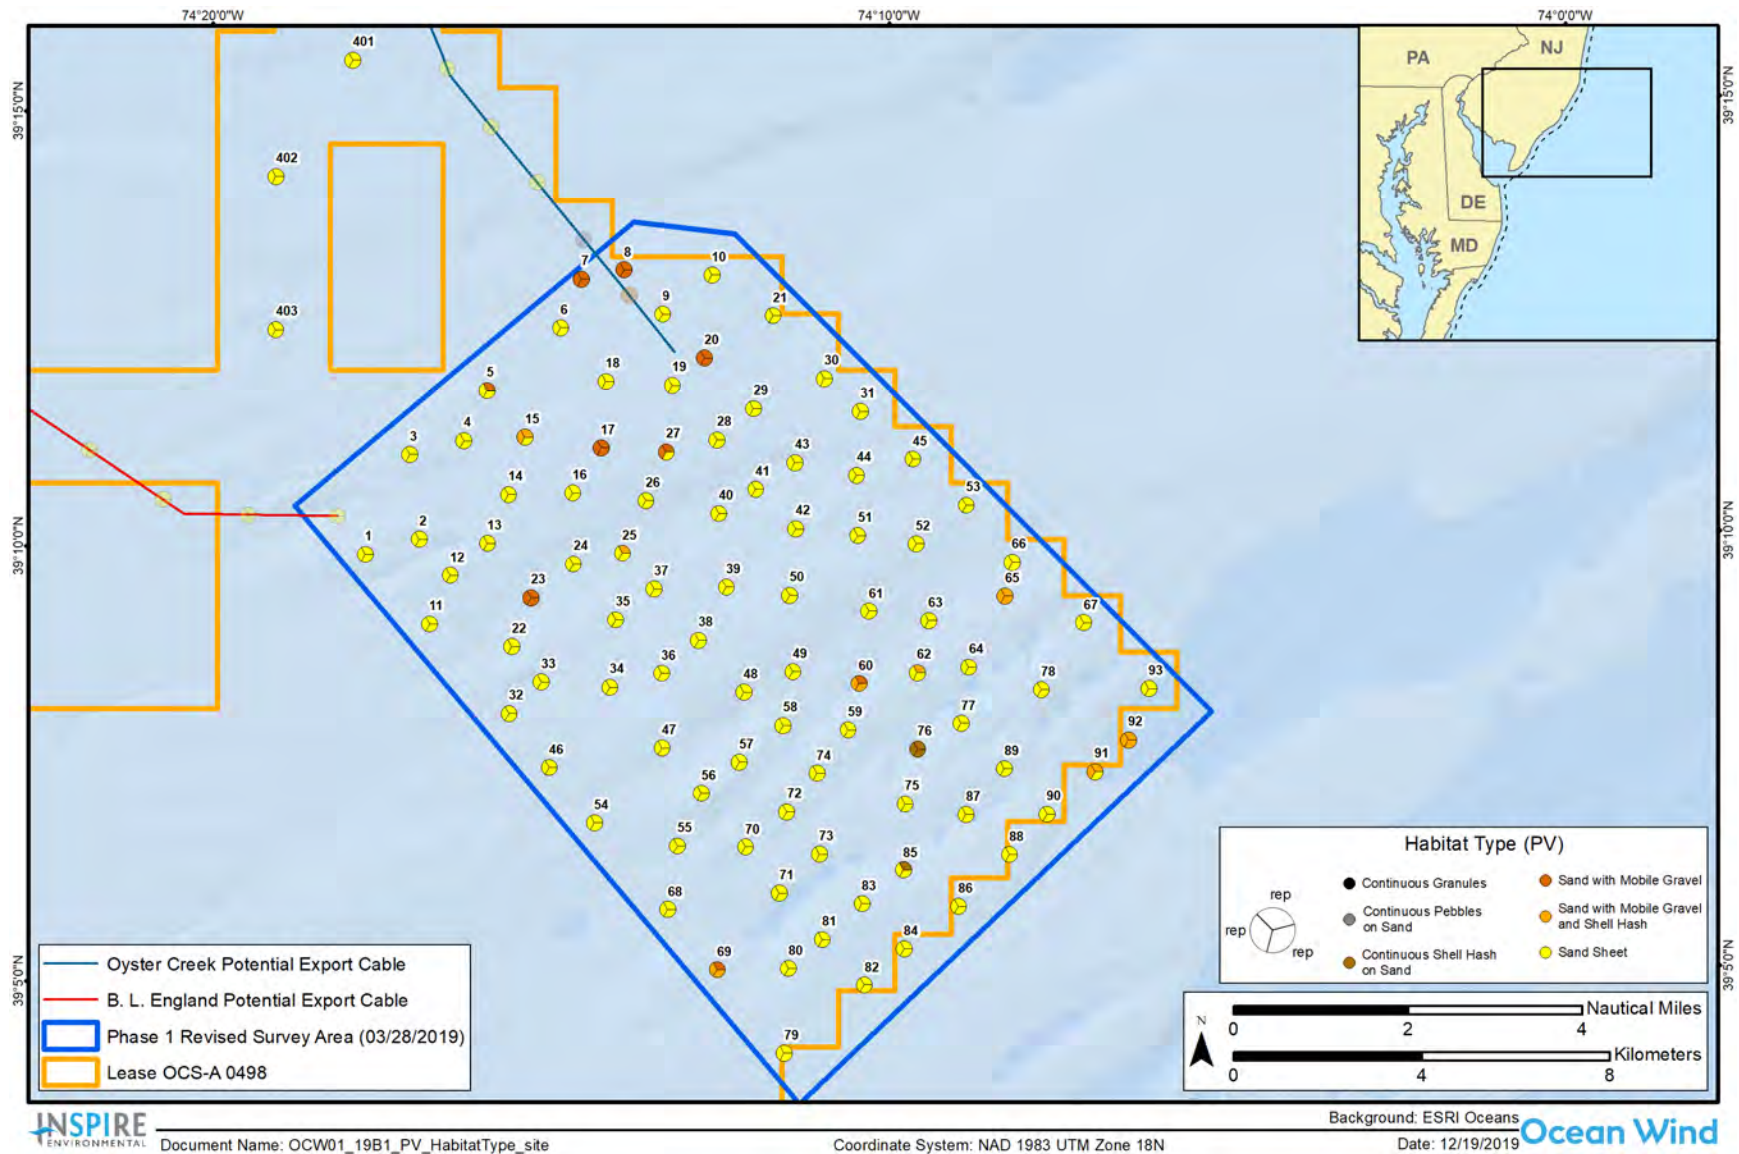 74°20'0"W
74°10'0"W
74°0'0"W
39°15'0"N
39°15'0"N
39°10'0"N
39°10'0"N
39°5'0"N
39°5'0"N
PA
NJ
DE
MD
401
402
403
8
7
10
9
21
6
20
30
18
19
5
29
31
15
4
3
17
27
28
43
45
44
14
16
26
41
40
53
42
51
52
2
1
13
25
24
12
66
23
37
39
50
65
11
35
61
63
67
22
38
33
34
36
49
60
62
64
93
48
78
32
58
59
77
92
47
76
46
57
74
89
91
56
75
54
72
87
90
55
70
73
88
85
71
68
83
86
81
84
69
80
82
79
Habitat Type (PV)
rep
rep
rep
Continuous Granules
Continuous Pebbles
on Sand
Continuous Shell Hash
on Sand
Sand with Mobile Gravel
Sand with Mobile Gravel
and Shell Hash
Sand Sheet
Oyster Creek Potential Export Cable
B. L. England Potential Export Cable
Phase 1 Revised Survey Area (03/28/2019)
Lease OCS-A 0498
N
Nautical Miles
0 2 4
Kilometers
0 4 8
INSPIRE
ENVIRONMENTAL
Document Name: OCW01_19B1_PV_HabitatType_site
Coordinate System: NAD 1983 UTM Zone 18N
Background: ESRI Oceans
Date: 12/19/2019
Ocean Wind